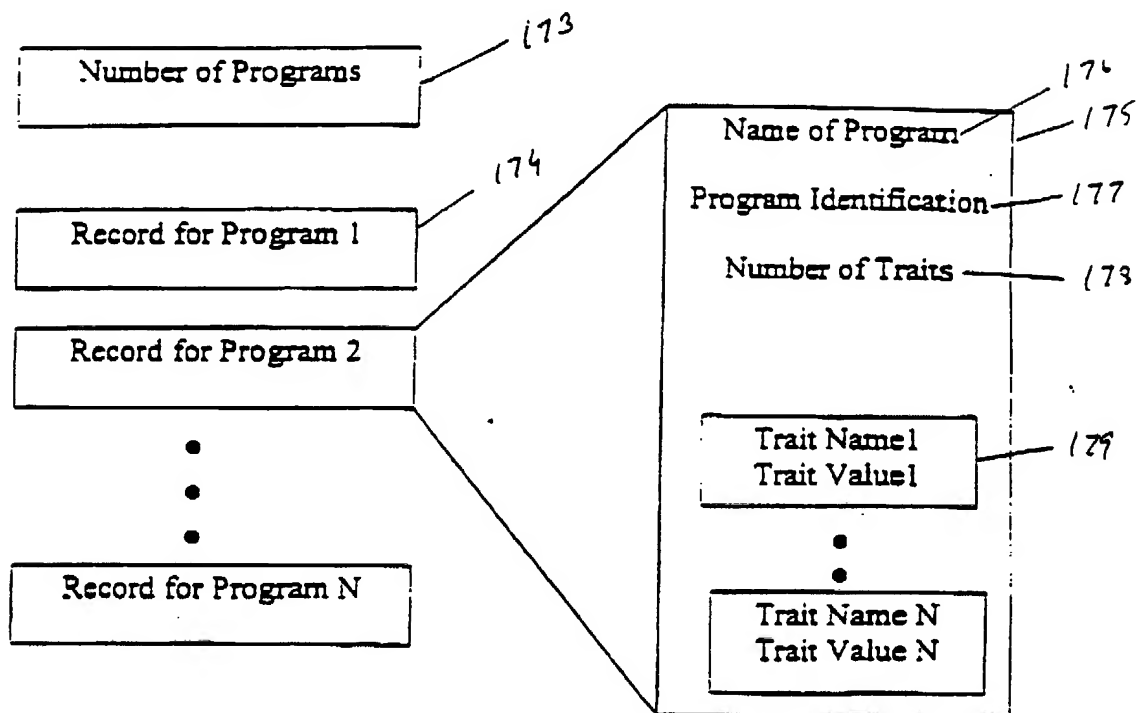 Number of Programs
173
Record for Program 1
174
Record for Program 2
Record for Program N
176
175
Name of Program
Program Identification
177
Number of Traits
178
Trait Name1
Trait Value1
179
Trait Name N
Trait Value N